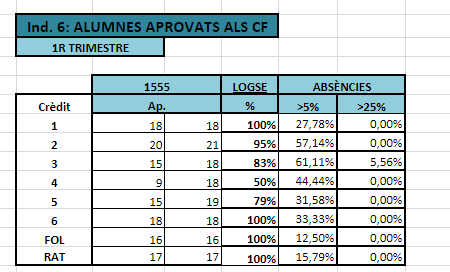 Ind. 6: ALUMNES APROVATS ALS CF
1R TRIMESTRE
1555 LOGSE ABSÈNCIES
Crèdit Ap. % >5% >25%
1 18 18 100% 27,78% 0,00%
2 20 21 95% 57,14% 0,00%
3 15 18 83% 61,11% 5,56%
4 9 18 50% 44,44% 0,00%
5 15 19 79% 31,58% 0,00%
6 18 18 100% 33,33% 0,00%
FOL 16 16 100% 12,50% 0,00%
RAT 17 17 100% 15,79% 0,00%